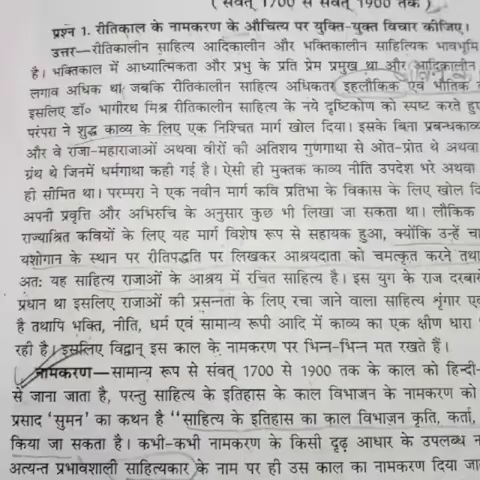 ( संवत् 1700 से संवत् 1900 तक )
प्रश्न 1. रीतिकाल के नामकरण के औचित्य पर युक्ति-युक्त विचार कीजिए।
उत्तर—रीतिकालीन साहित्य आदिकालीन और भक्तिकालीन साहित्यिक भावभूमि
है। भक्तिकाल में आध्यात्मिकता और प्रभु के प्रति प्रेम प्रमुख था और आदिकालीन
लगाव अधिक था जबकि रीतिकालीन साहित्य अधिकतर इहलौकिक एवं भौतिक
इसलिए डॉ० भागीरथ मिश्र रीतिकालीन साहित्य के नये दृष्टिकोण को स्पष्ट करते हुए
परंपरा ने शुद्ध काव्य के लिए एक निश्चित मार्ग खोल दिया। इसके बिना प्रबन्धकाव्य
और वे राजा-महाराजाओं अथवा वीरों की अतिशय गुणगाथा से ओत-प्रोत थे अथवा
ग्रंथ थे जिनमें धर्मगाथा कही गई है। ऐसी ही मुक्तक काव्य नीति उपदेश भरे अथवा
ही सीमित था। परम्परा ने एक नवीन मार्ग कवि प्रतिभा के विकास के लिए खोल दि
अपनी प्रवृत्ति और अभिरुचि के अनुसार कुछ भी लिखा जा सकता था। लौकिक
राज्याश्रित कवियों के लिए यह मार्ग विशेष रूप से सहायक हुआ, क्योंकि उन्हें चा
यशोगान के स्थान पर रीतिपद्धति पर लिखकर आश्रयदाता को चमत्कृत करने तथा
अतः यह साहित्य राजाओं के आश्रय में रचित साहित्य है। इस युग के राज दरबारों
प्रधान था इसलिए राजाओं की प्रसन्नता के लिए रचा जाने वाला साहित्य शृंगार ए
है तथापि भक्ति, नीति, धर्म एवं सामान्य रूपी आदि में काव्य का एक क्षीण धारा
रही है। इसलिए विद्वान् इस काल के नामकरण पर भिन्न-भिन्न मत रखते हैं।
नामकरण—सामान्य रूप से संवत् 1700 से 1900 तक के काल को हिन्दी-
से जाना जाता है, परन्तु साहित्य के इतिहास के काल विभाजन के नामकरण को
प्रसाद ‘सुमन’ का कथन है “साहित्य के इतिहास का काल विभाज़न कृति, कर्ता,
किया जा सकता है। कभी-कभी नामकरण के किसी दृढ़ आधार के उपलब्ध न
अत्यन्त प्रभावशाली साहित्यकार के नाम पर ही उस काल का नामकरण दिया जा